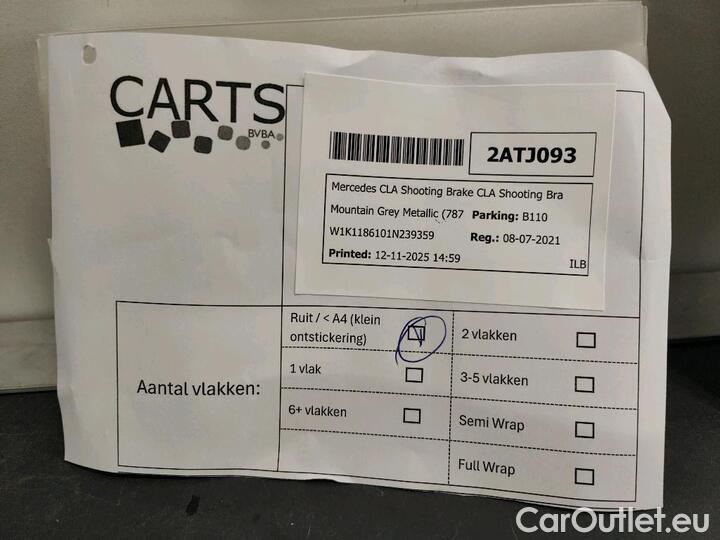 CARTS
BVBA
2ATJ093
Mercedes CLA Shooting Brake CLA Shooting Bra
Mountain Grey Metallic (787 Parking: B110
W1K1186101N239359 Reg.: 08-07-2021
Printed: 12-11-2025 14:59 ILB
Aantal vlakken:
Ruit / < A4 (klein ontstickering)
2 vlakken
1 vlak
3-5 vlakken
6+ vlakken
Semi Wrap
Full Wrap
CarOutlet.eu